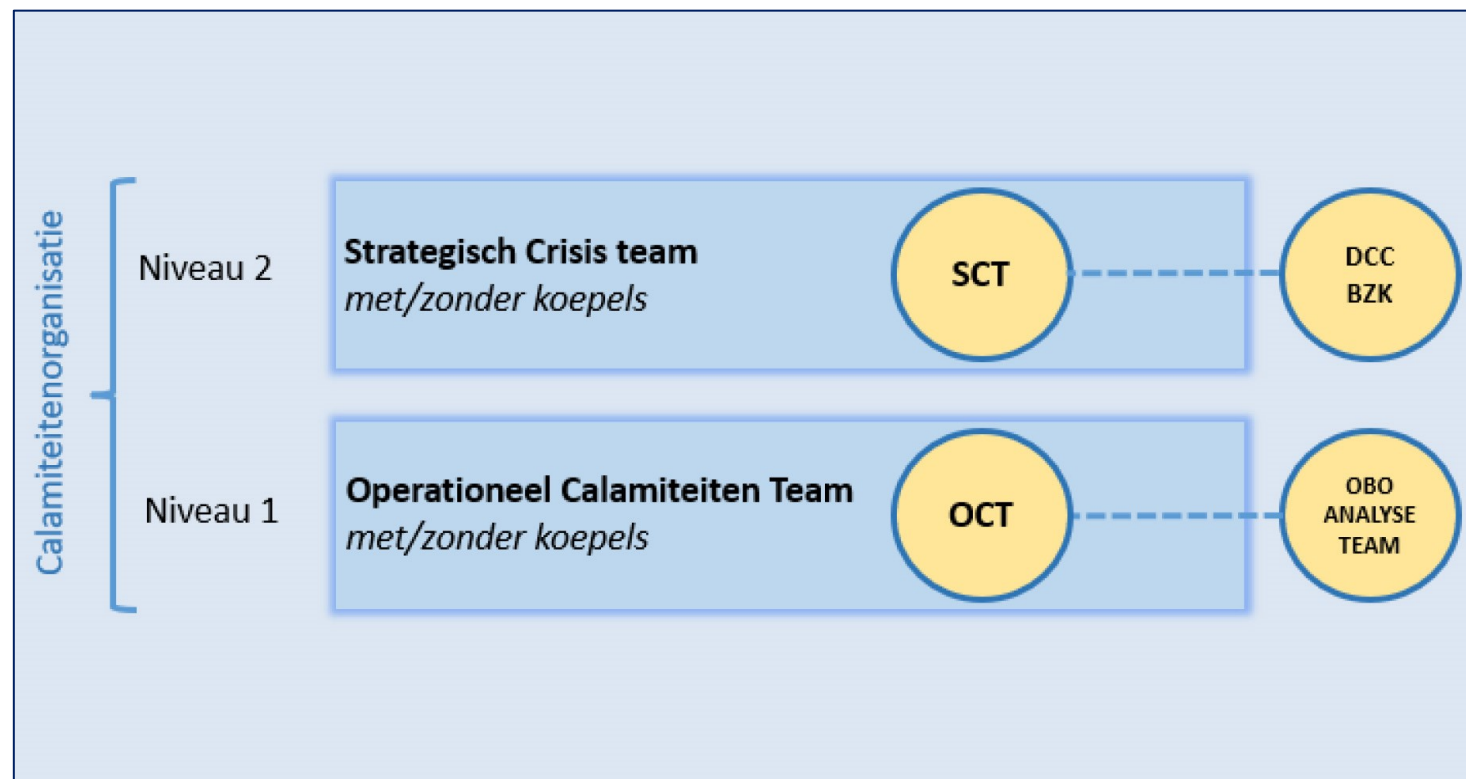 Calamiteitenorganisatie
Niveau 2
Strategisch Crisis team
met/zonder koepels
SCT
DCC
BZK
Niveau 1
Operationeel Calamiteiten Team
met/zonder koepels
OCT
OBO
ANALYSE
TEAM